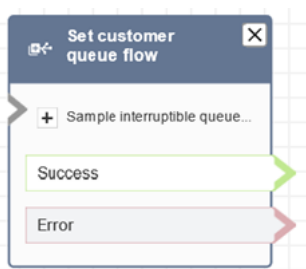 Set customer
queue flow
Sample interruptible queue...
Success
Error